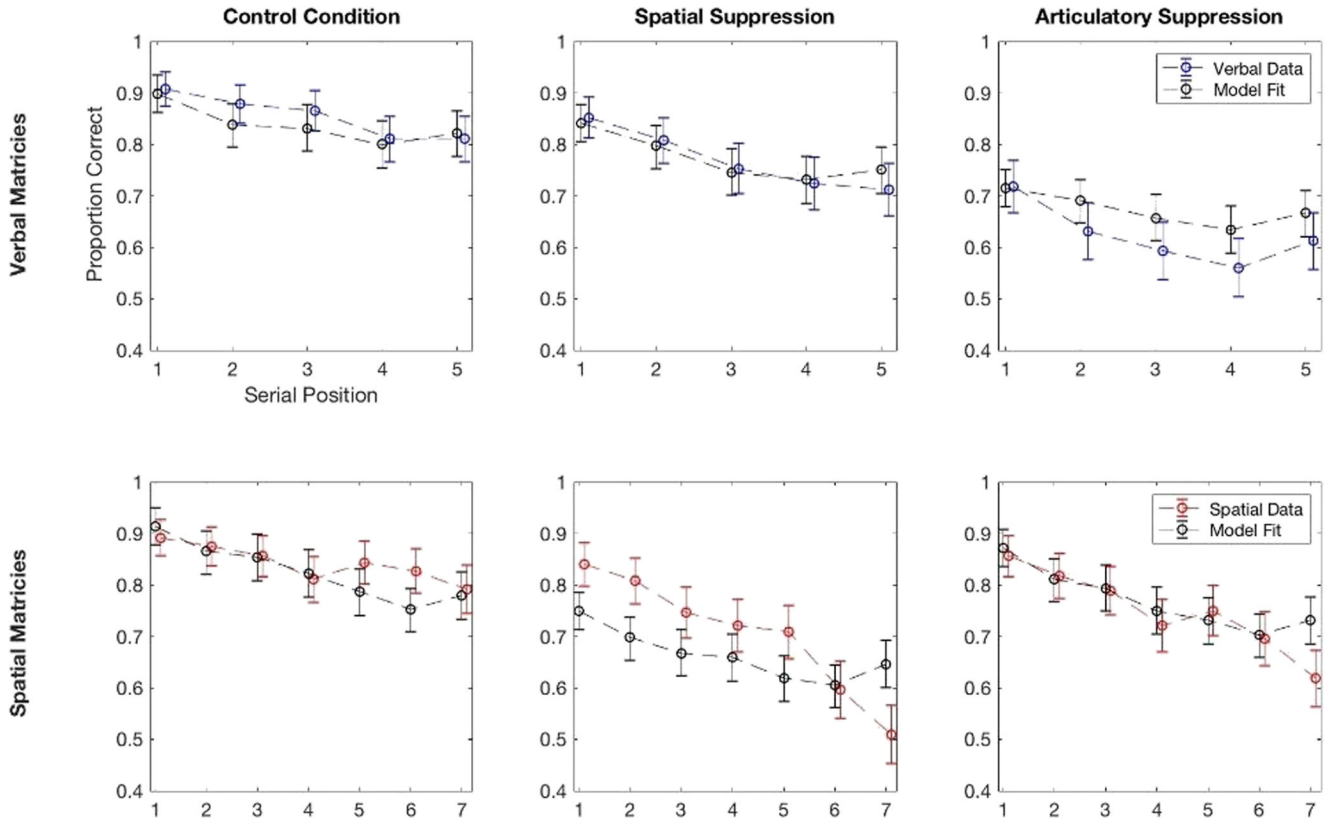 Control Condition
Spatial Suppression
Articulatory Suppression
Verbal Matricies
Proportion Correct
1
0.9
0.8
0.7
0.6
0.5
0.4
1 2 3 4 5
Serial Position
1
0.9
0.8
0.7
0.6
0.5
0.4
1 2 3 4 5
1
0.9
0.8
0.7
0.6
0.5
0.4
1 2 3 4 5
Verbal Data
Model Fit
Spatial Matricies
1
0.9
0.8
0.7
0.6
0.5
0.4
1 2 3 4 5 6 7
1
0.9
0.8
0.7
0.6
0.5
0.4
1 2 3 4 5 6 7
1
0.9
0.8
0.7
0.6
0.5
0.4
1 2 3 4 5 6 7
Spatial Data
Model Fit